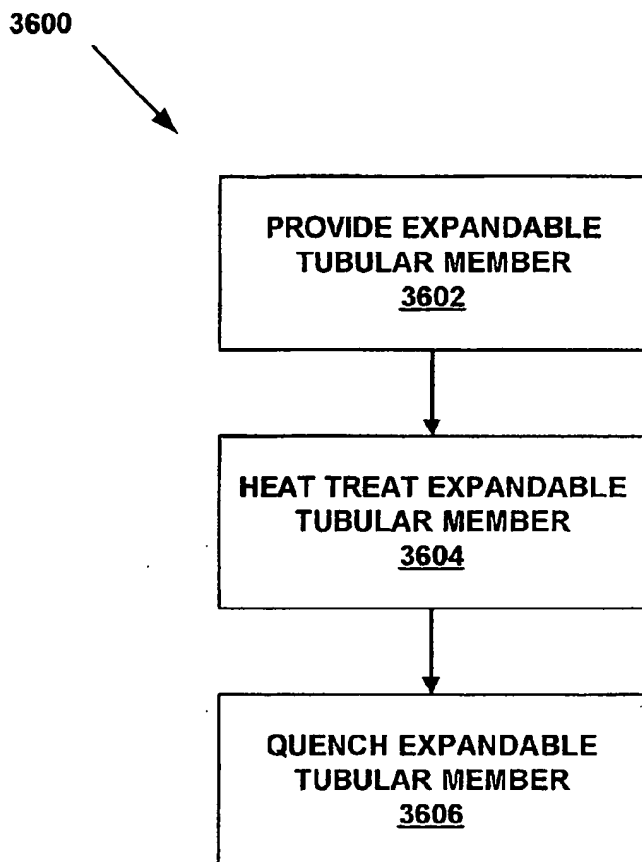 3600
PROVIDE EXPANDABLE
TUBULAR MEMBER
3602
HEAT TREAT EXPANDABLE
TUBULAR MEMBER
3604
QUENCH EXPANDABLE
TUBULAR MEMBER
3606